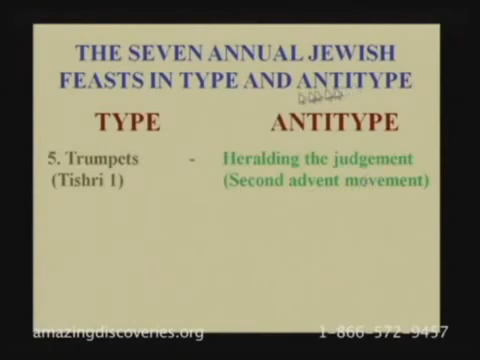 THE SEVEN ANNUAL JEWISH
FEASTS IN TYPE AND ANTITYPE
TYPE ANTITYPE
5. Trumpets - Heralding the judgement
(Tishri 1) (Second advent movement)
amazingdiscoveries.org 1-866-572-9457